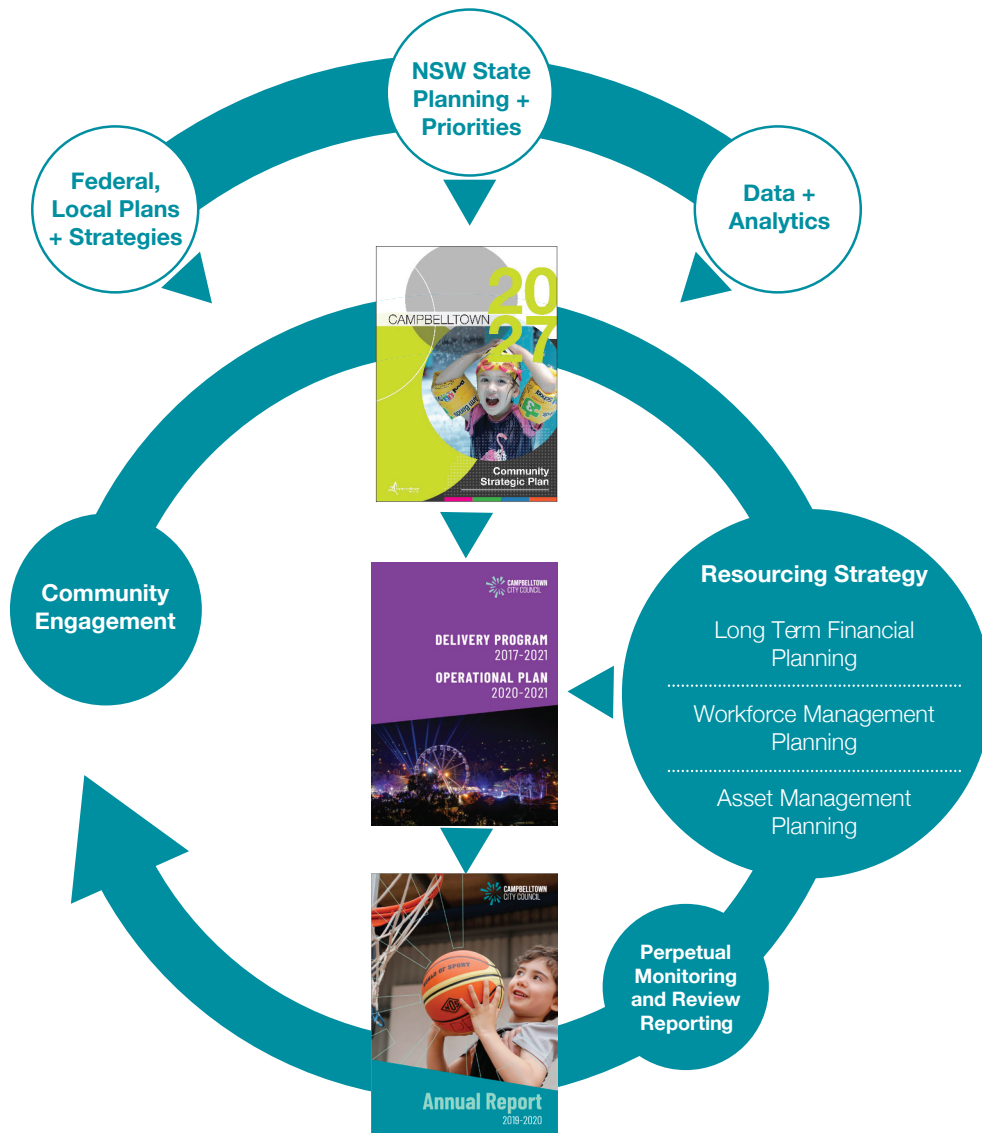 NSW State
Planning +
Priorities
Federal,
Local Plans
+ Strategies
Data +
Analytics
CAMPBELLTOWN
20
27
Community
Strategic Plan
Community
Engagement
CAMPBELLTOWN
CITY COUNCIL
DELIVERY PROGRAM
2017-2021
OPERATIONAL PLAN
2020-2021
Resourcing Strategy
Long Term Financial
Planning
Workforce Management
Planning
Asset Management
Planning
CAMPBELLTOWN
CITY COUNCIL
OF SPORT
Perpetual
Monitoring
and Review
Reporting
Annual Report
2019-2020